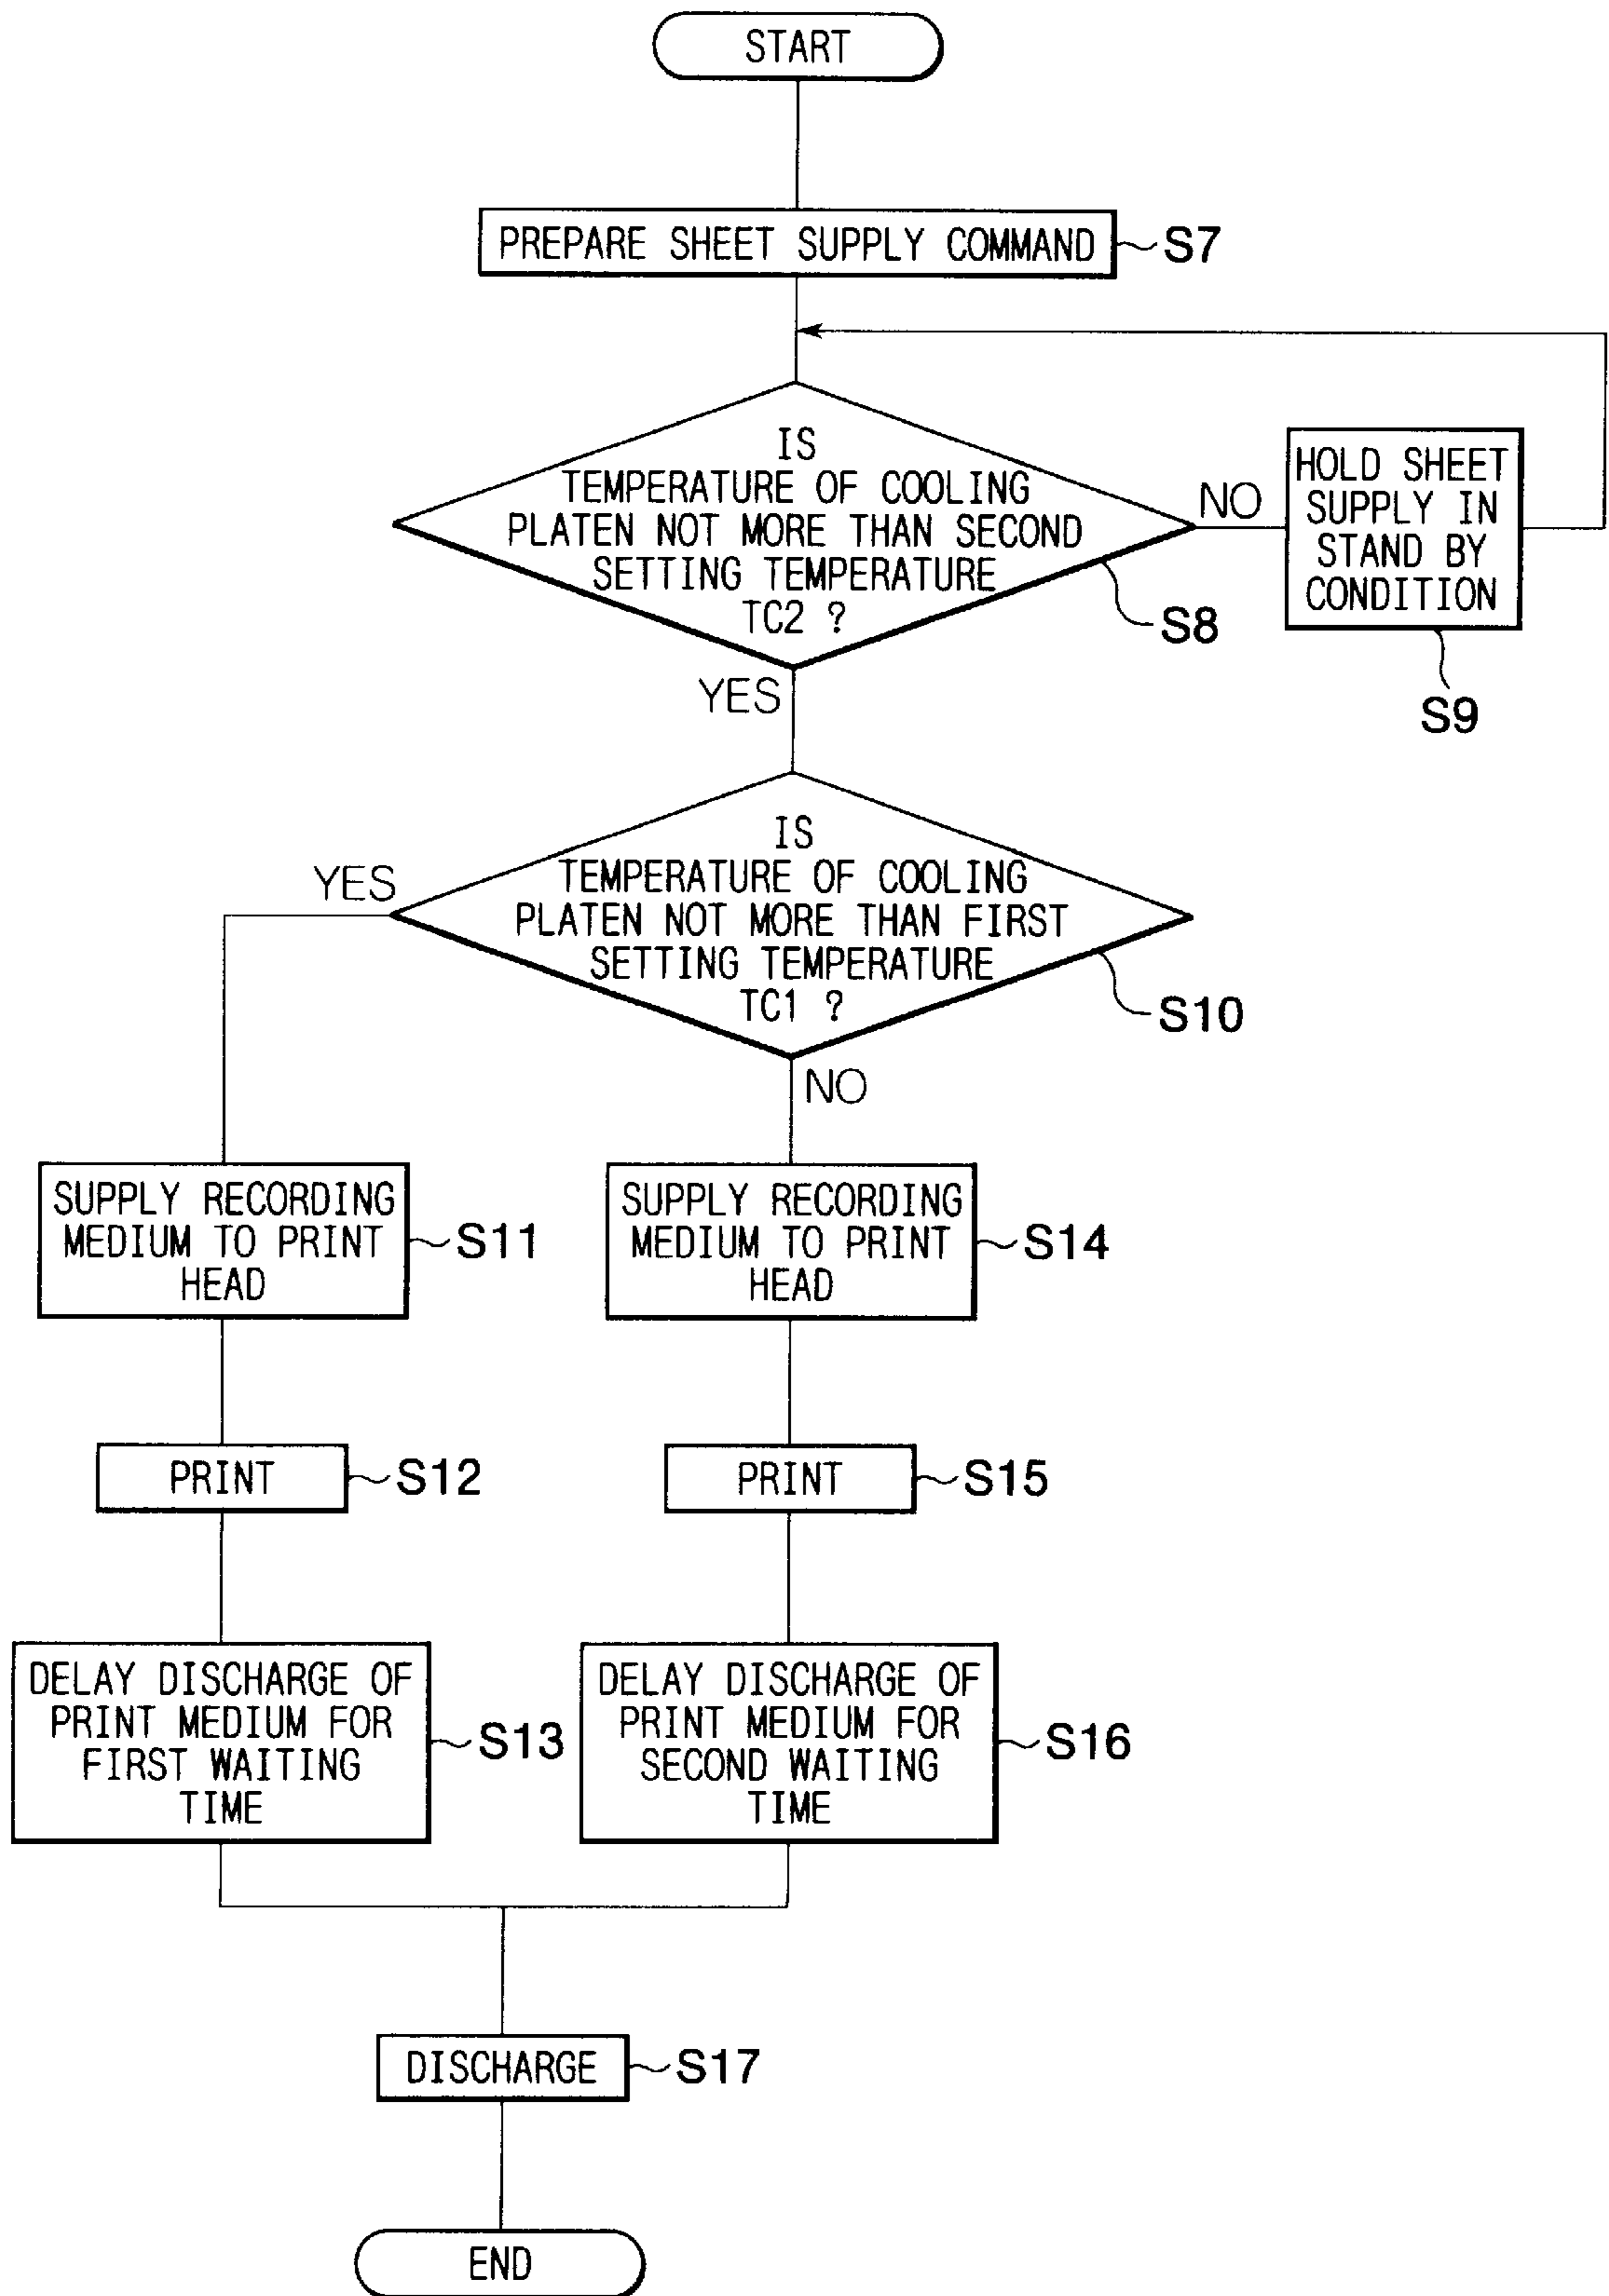 START
PREPARE SHEET SUPPLY COMMAND
S7
IS
TEMPERATURE OF COOLING
PLATEN NOT MORE THAN SECOND
SETTING TEMPERATURE
TC2 ?
S8
NO
HOLD SHEET
SUPPLY IN
STAND BY
CONDITION
S9
YES
IS
TEMPERATURE OF COOLING
PLATEN NOT MORE THAN FIRST
SETTING TEMPERATURE
TC1 ?
S10
YES
NO
SUPPLY RECORDING
MEDIUM TO PRINT
HEAD
S11
SUPPLY RECORDING
MEDIUM TO PRINT
HEAD
S14
PRINT
S12
PRINT
S15
DELAY DISCHARGE OF
PRINT MEDIUM FOR
FIRST WAITING
TIME
S13
DELAY DISCHARGE OF
PRINT MEDIUM FOR
SECOND WAITING
TIME
S16
DISCHARGE
S17
END